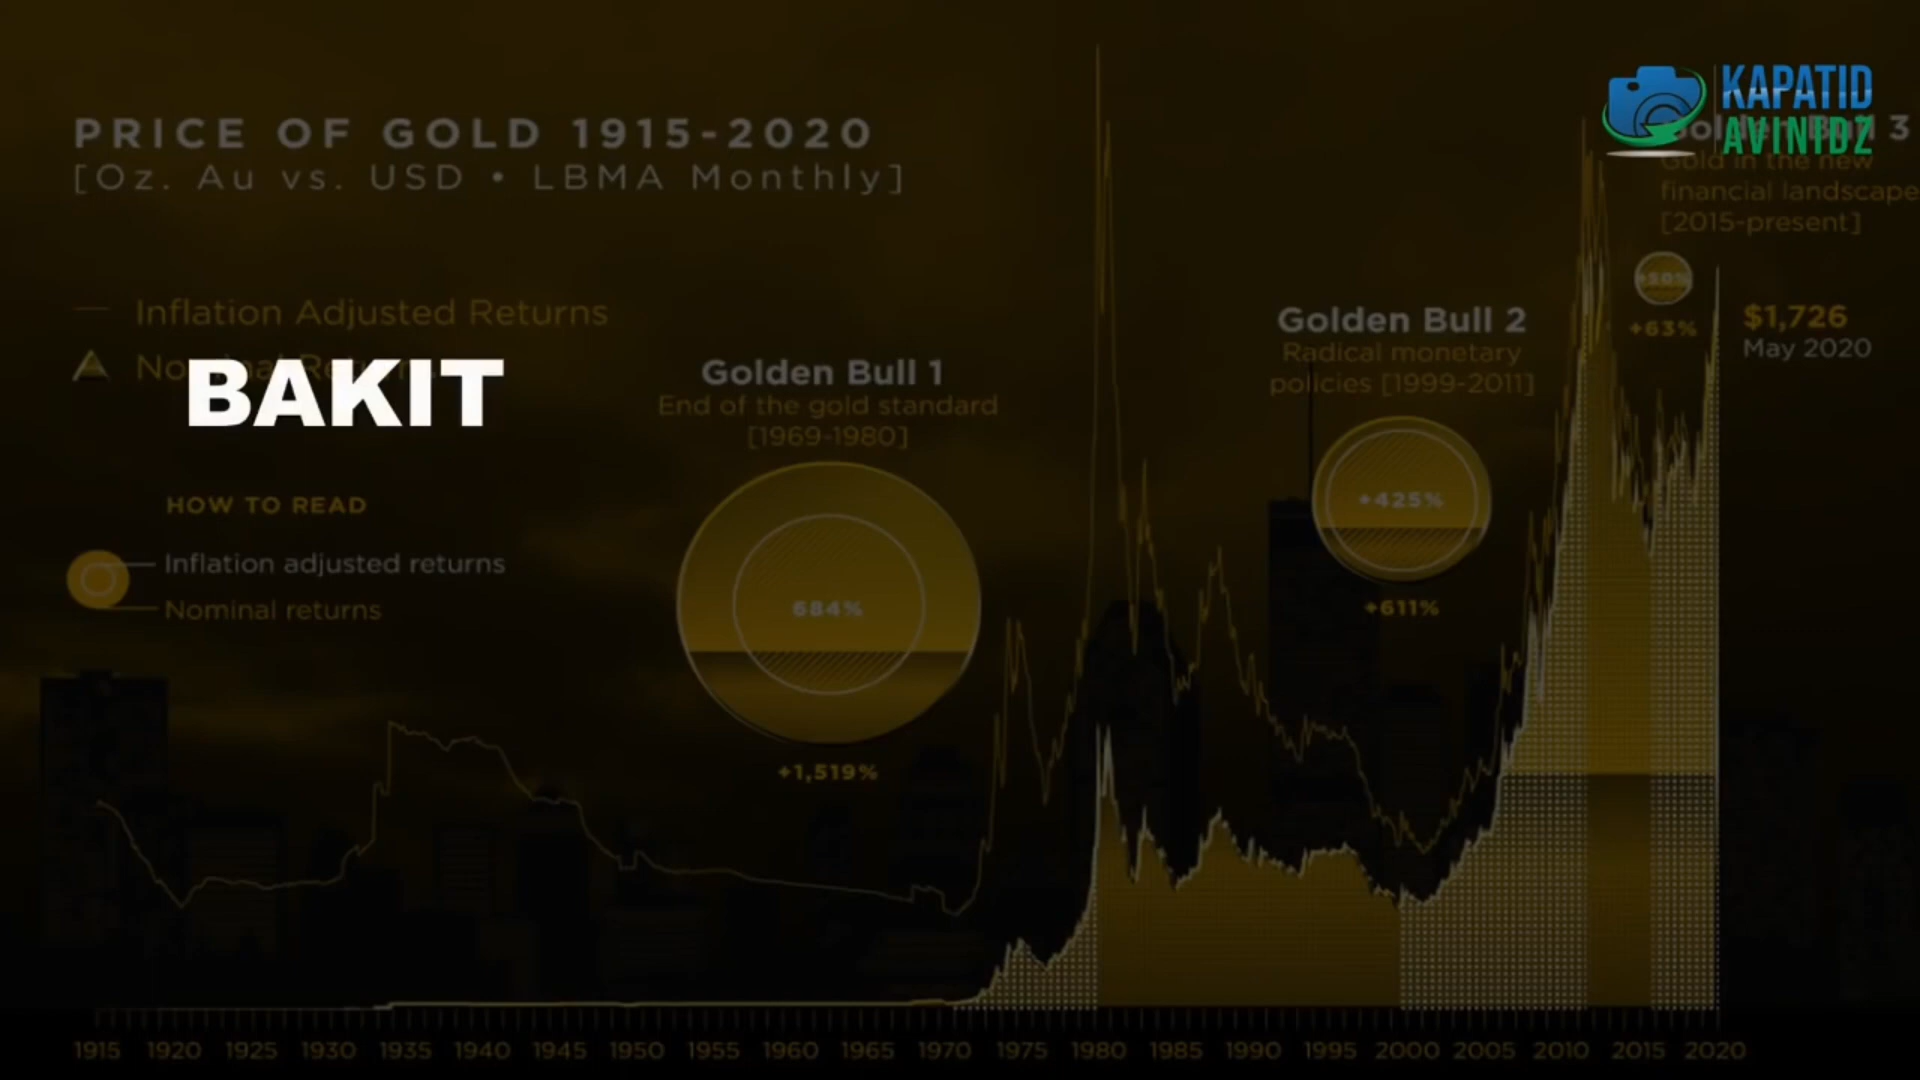 KAPATID
AVINIDZ
PRICE OF GOLD 1915-2020
[Oz. Au vs. USD • LBMA Monthly]
3
Gold in the new
financial landscape
[2015-present]
+63%
$1,726
May 2020
Inflation Adjusted Returns
BAKIT
Golden Bull 1
End of the gold standard
[1969-1980]
684%
+1,519%
Golden Bull 2
Radical monetary
policies [1999-2011]
+425%
+611%
HOW TO READ
Inflation adjusted returns
Nominal returns
1915 1920 1925 1930 1935 1940 1945 1950 1955 1960 1965 1970 1975 1980 1985 1990 1995 2000 2005 2010 2015 2020